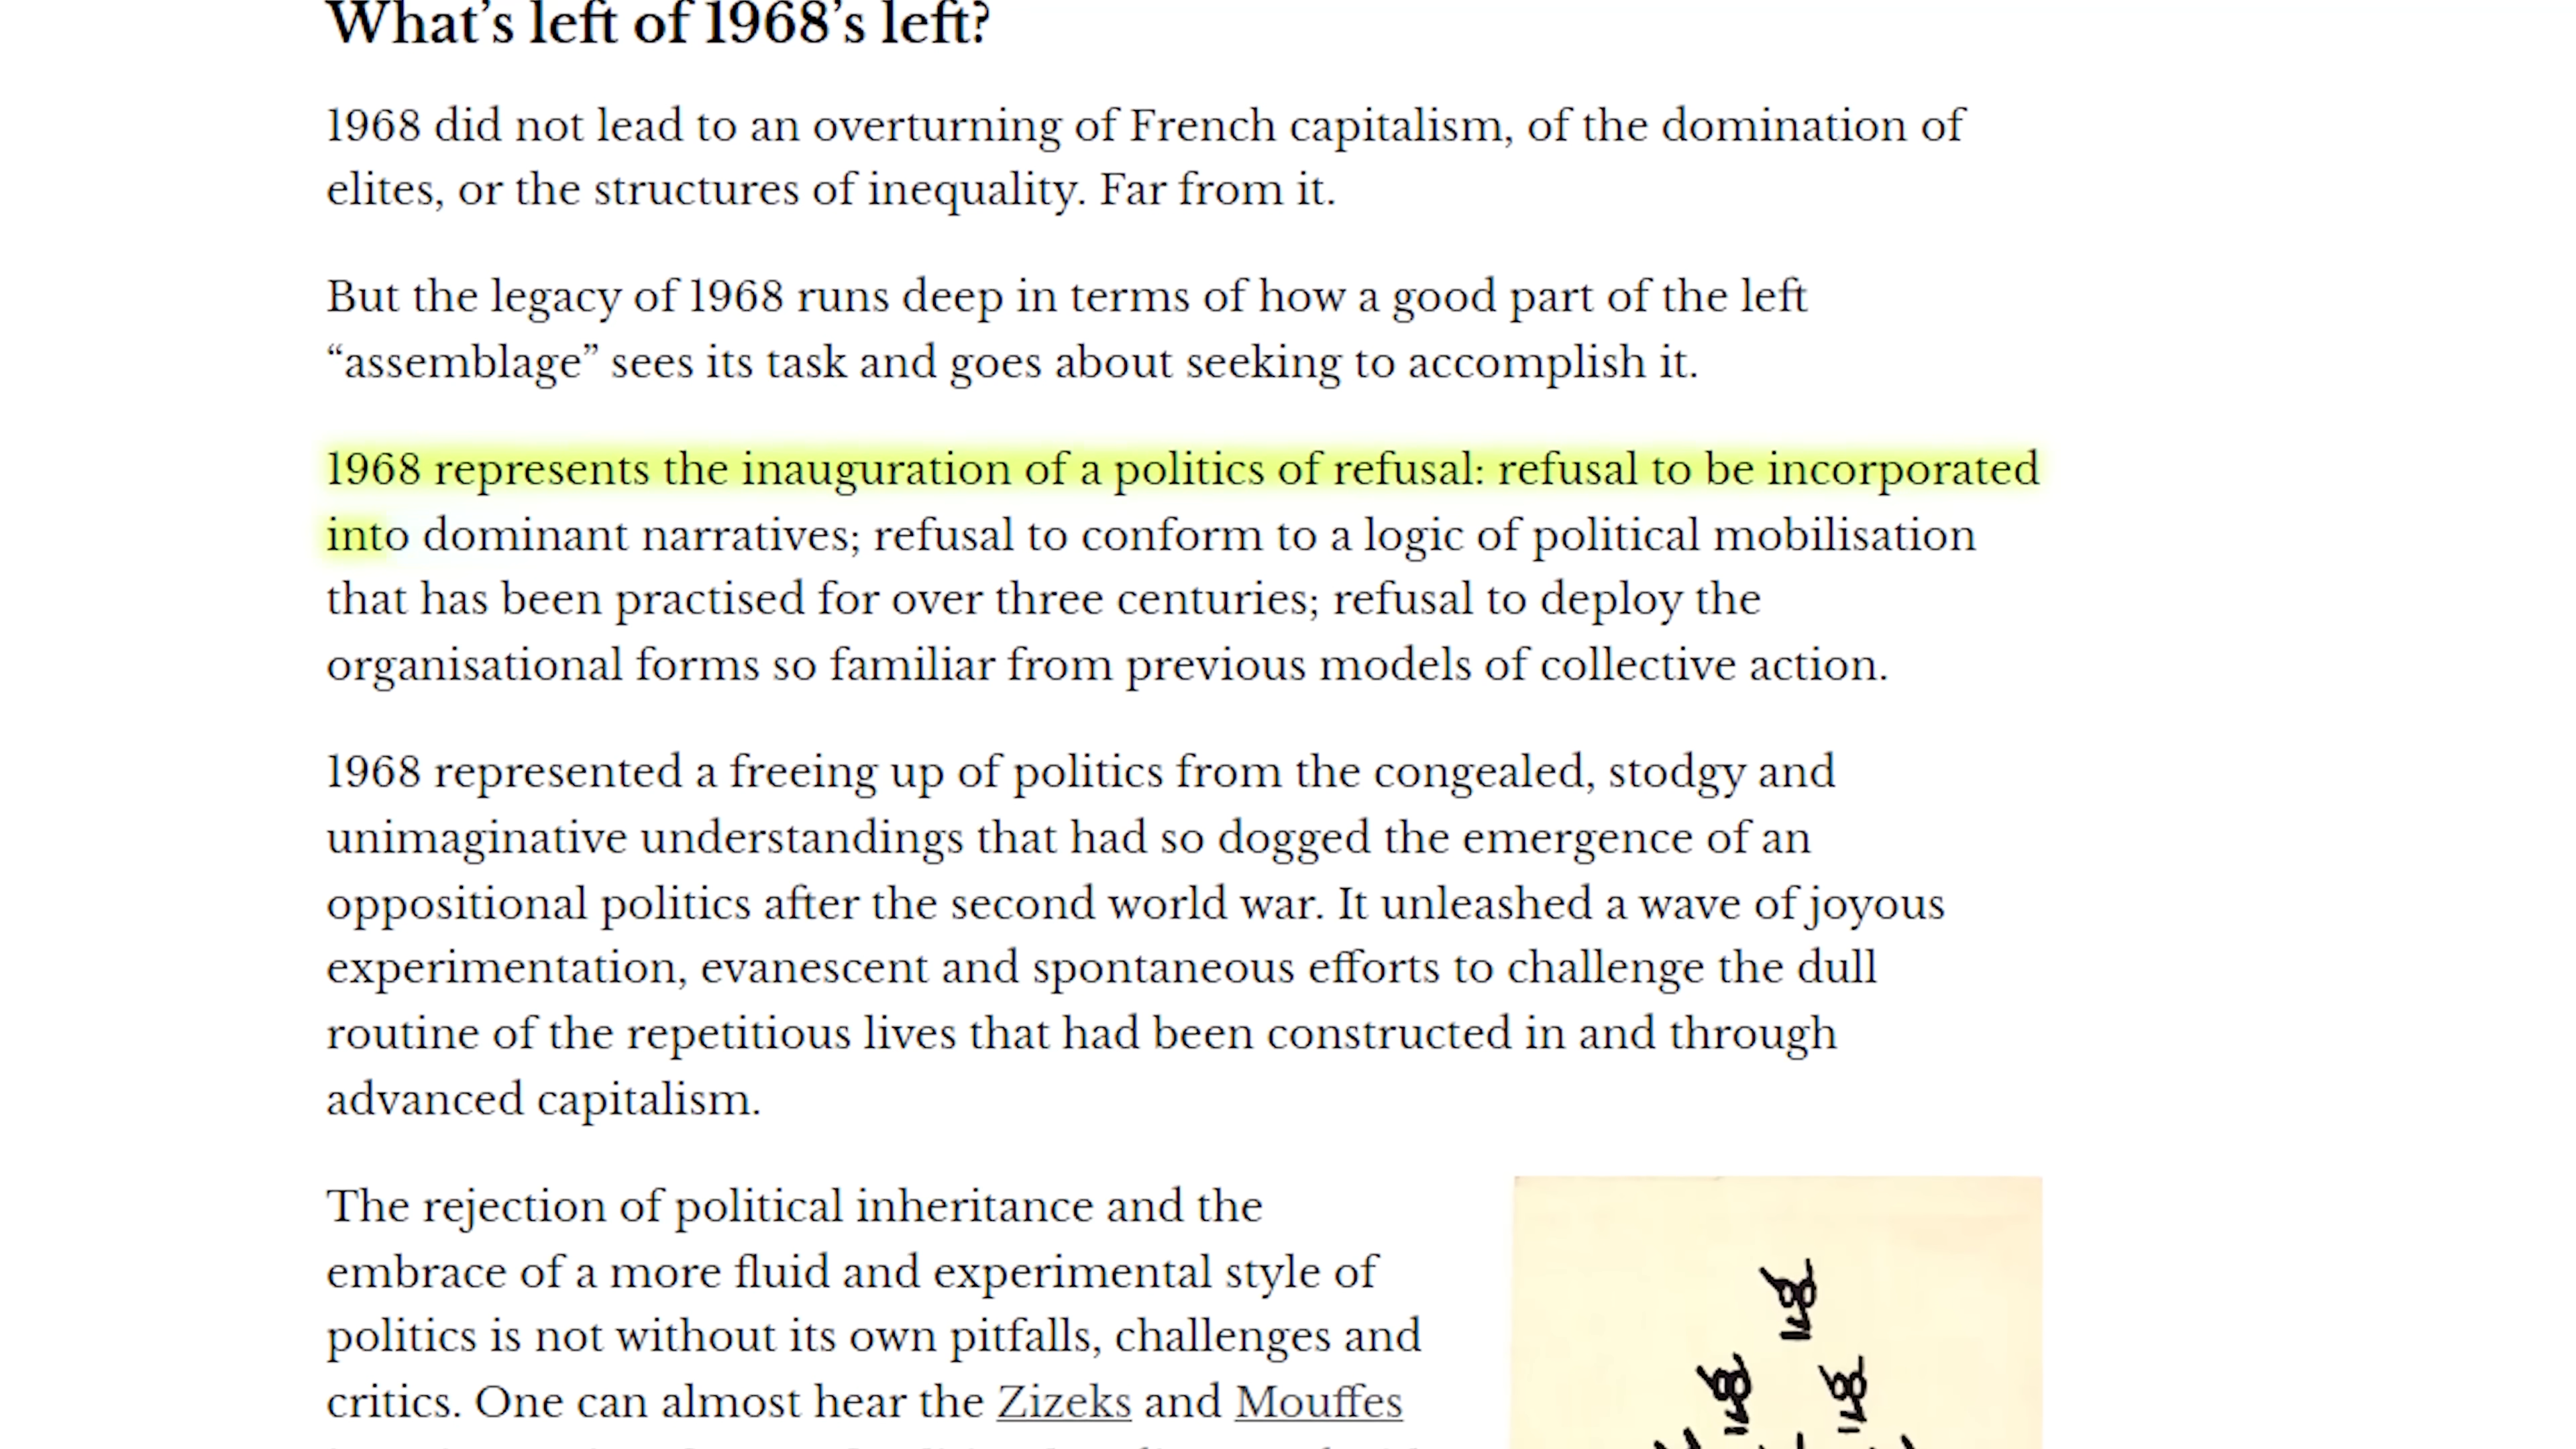 What’s left of 1968’s left?
1968 did not lead to an overturning of French capitalism, of the domination of
elites, or the structures of inequality. Far from it.
But the legacy of 1968 runs deep in terms of how a good part of the left
“assemblage” sees its task and goes about seeking to accomplish it.
1968 represents the inauguration of a politics of refusal: refusal to be incorporated
into dominant narratives; refusal to conform to a logic of political mobilisation
that has been practised for over three centuries; refusal to deploy the
organisational forms so familiar from previous models of collective action.
1968 represented a freeing up of politics from the congealed, stodgy and
unimaginative understandings that had so dogged the emergence of an
oppositional politics after the second world war. It unleashed a wave of joyous
experimentation, evanescent and spontaneous efforts to challenge the dull
routine of the repetitious lives that had been constructed in and through
advanced capitalism.
The rejection of political inheritance and the
embrace of a more fluid and experimental style of
politics is not without its own pitfalls, challenges and
critics. One can almost hear the Zizeks and Mouffes